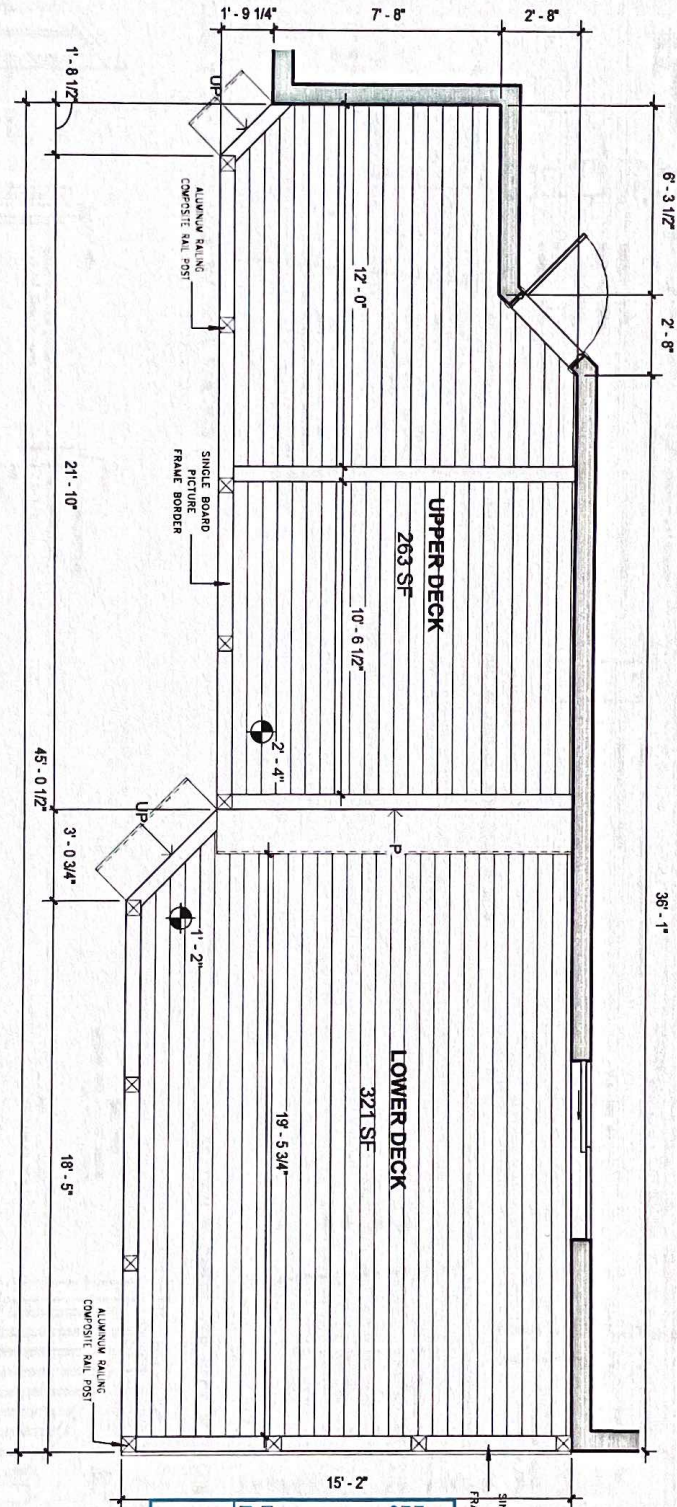 1' - 9 1/4"
7' - 8"
2' - 8"
1' - 8 1/2"
6' - 3 1/2"
UP
ALUMINUM RAILING
COMPOSITE RAIL POST
12' - 0"
2' - 8"
SINGLE BOARD
PICTURE
FRAME BORDER
21' - 10"
UPPER DECK
263 SF
10' - 6 1/2"
2' - 4"
36' - 1"
45' - 0 1/2"
UP
3' - 0 3/4"
1' - 2"
LOWER DECK
321 SF
19' - 5 3/4"
18' - 5"
ALUMINUM RAILING
COMPOSITE RAIL POST
15' - 2"